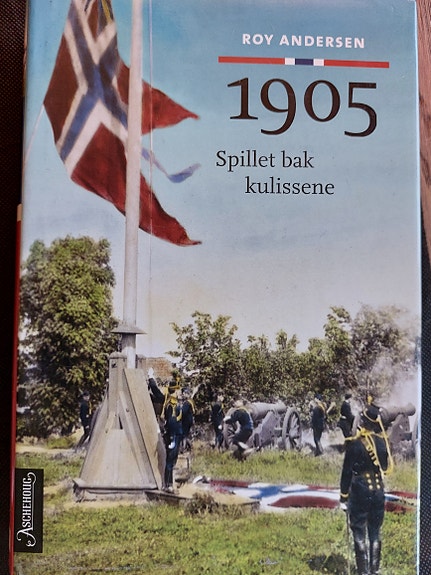 ROY ANDERSEN
1905
Spillet bak
kulissene
ASCHEHOUG